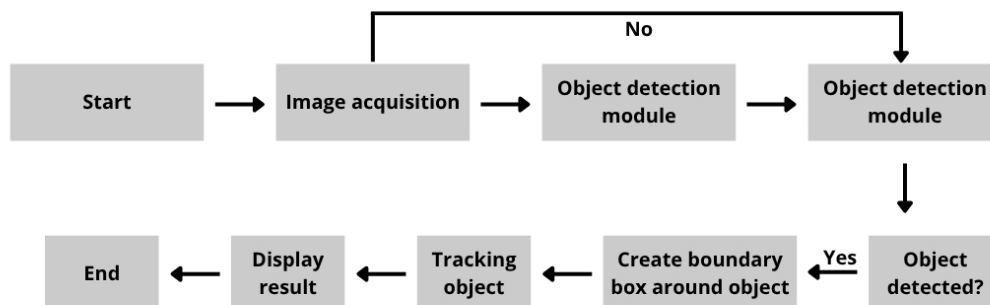 No
Start
Image acquisition
Object detection
module
Object detection
module
End
Display
result
Tracking
object
Create boundary
box around object
Yes
Object
detected?